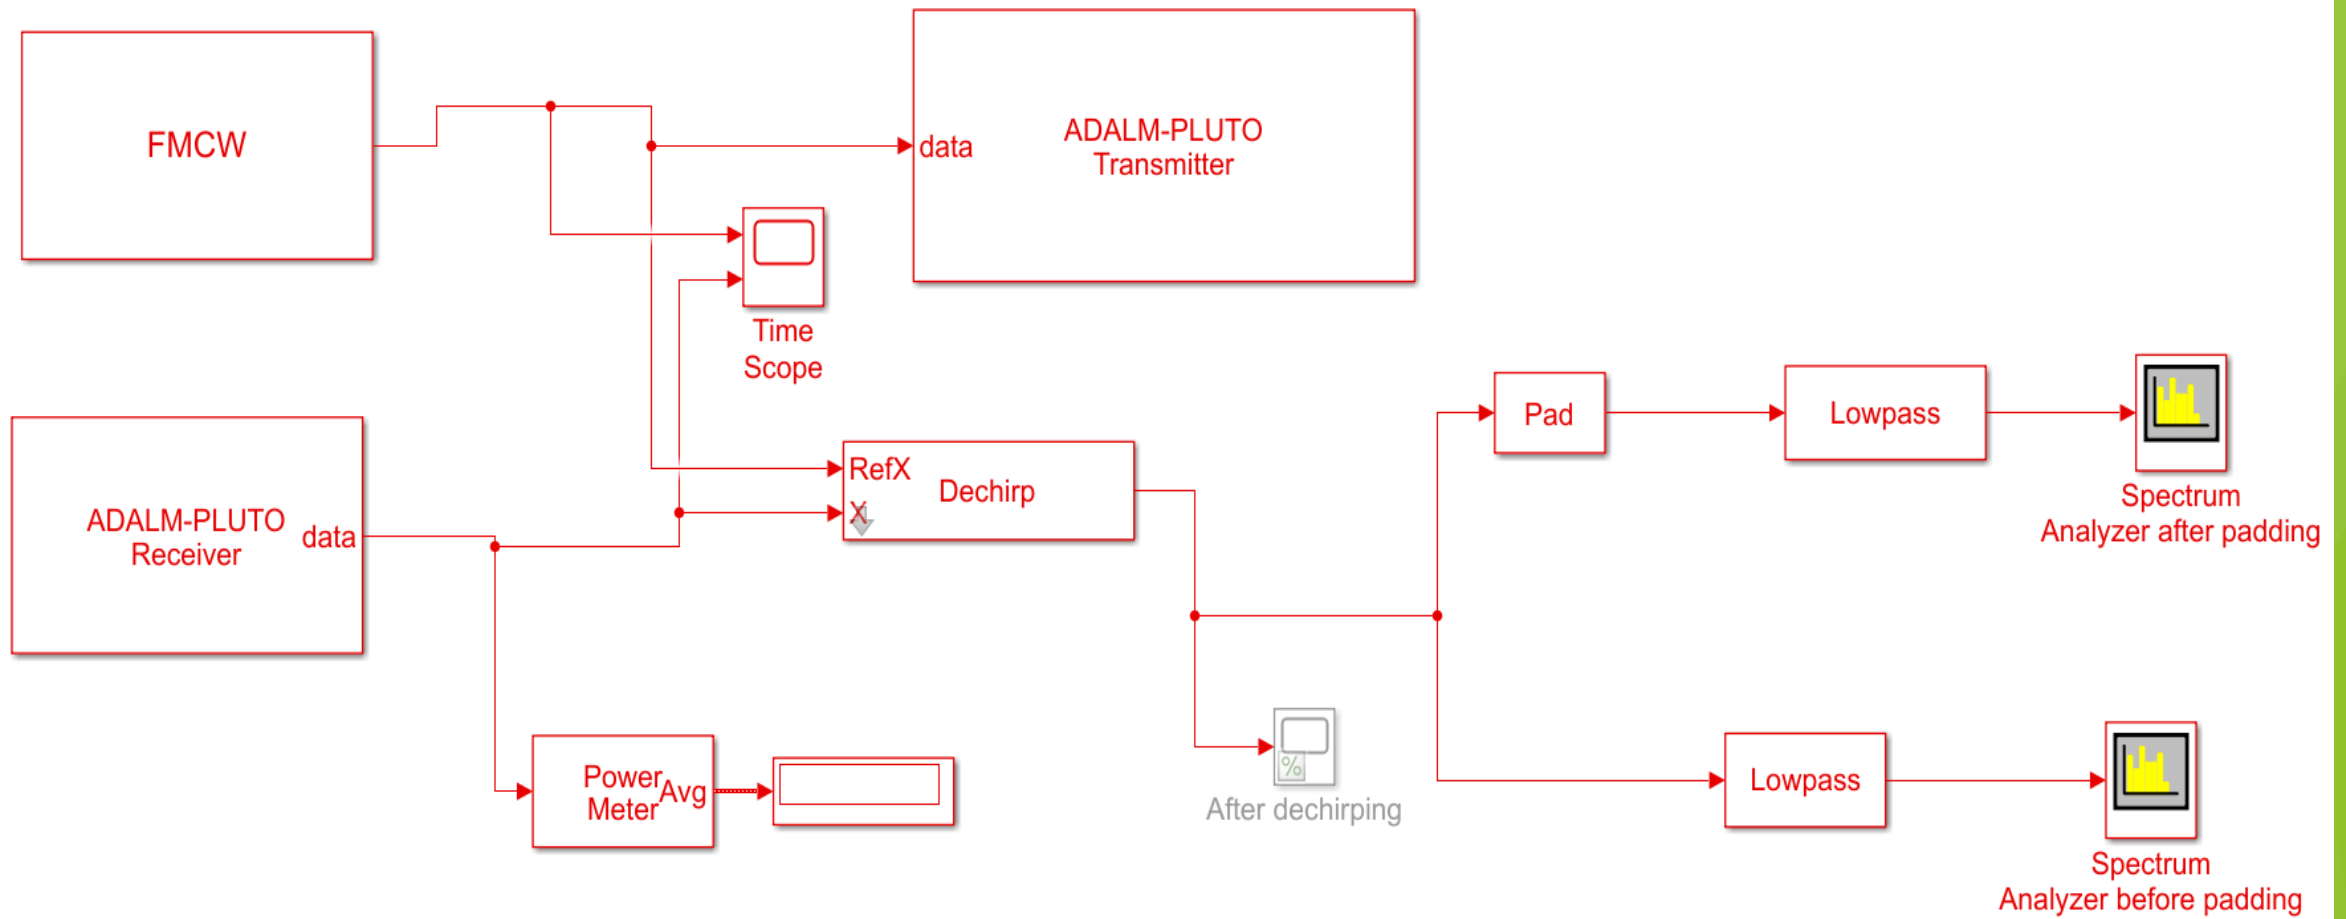 FMCW
data
ADALM-PLUTO
Transmitter
Time
Scope
ADALM-PLUTO
Receiver
data
RefX
X
Dechirp
Pad
Lowpass
Spectrum
Analyzer after padding
Power
Meter
Avg
%
After dechirping
Lowpass
Spectrum
Analyzer before padding